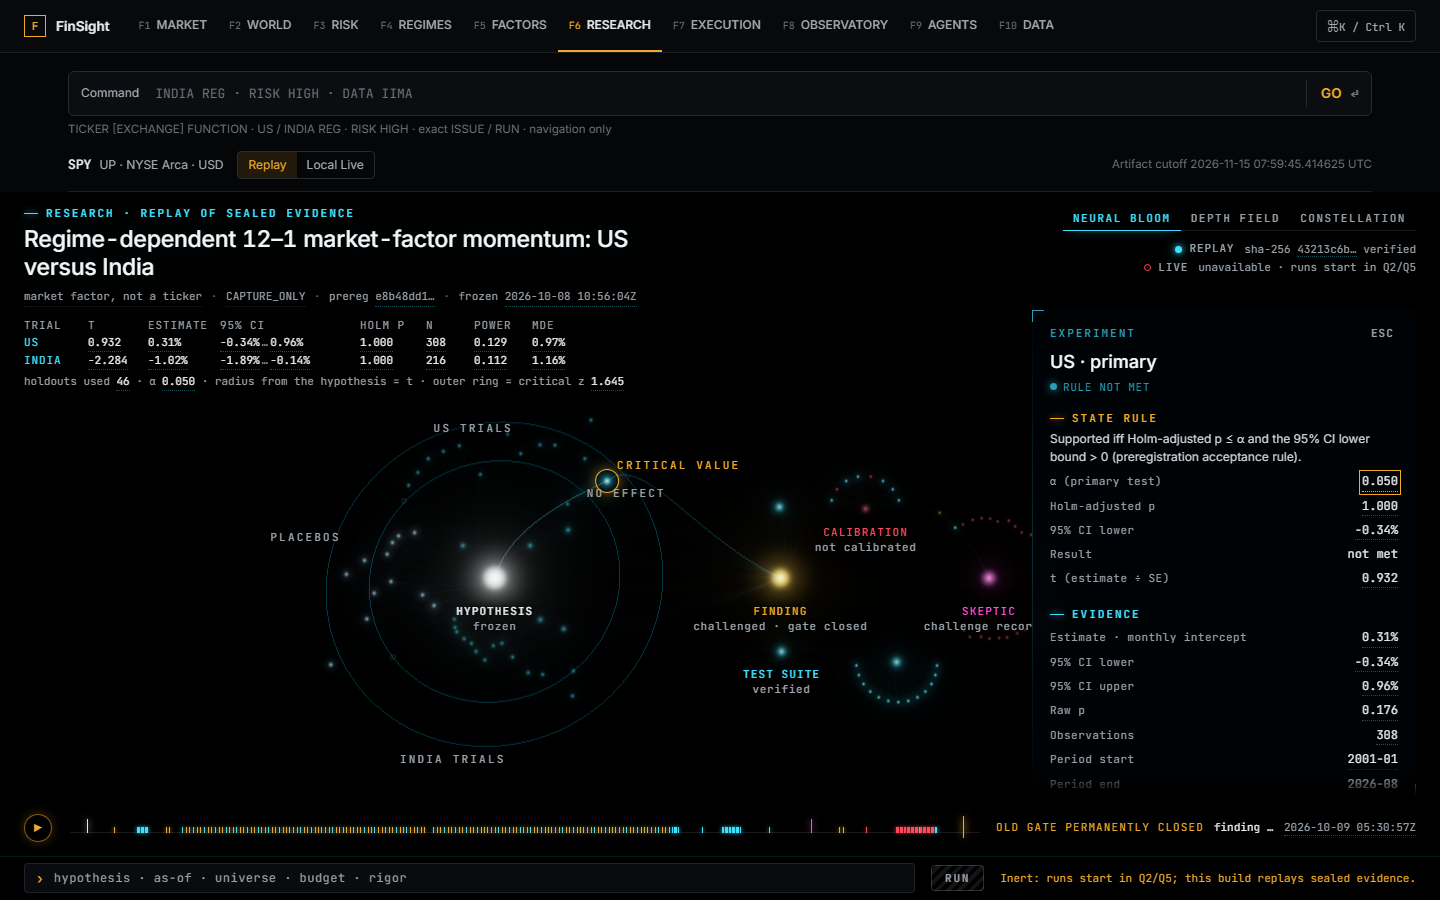 F FinSight F1 MARKET F2 WORLD F3 RISK F4 REGIMES F5 FACTORS F6 RESEARCH F7 EXECUTION F8 OBSERVATORY F9 AGENTS F10 DATA ⌘K / Ctrl K
Command INDIA REG · RISK HIGH · DATA IIMA GO ⏎
TICKER [EXCHANGE] FUNCTION · US / INDIA REG · RISK HIGH · exact ISSUE / RUN · navigation only
SPY UP · NYSE Arca · USD Replay Local Live Artifact cutoff 2026-11-15 07:59:45.414625 UTC
RESEARCH · REPLAY OF SEALED EVIDENCE
Regime-dependent 12–1 market-factor momentum: US
versus India
market factor, not a ticker · CAPTURE_ONLY · prereg e8b48dd1… · frozen 2026-10-08 10:56:04Z
TRIAL T ESTIMATE 95% CI HOLM P N POWER MDE
US 0.932 0.31% -0.34%…0.96% 1.000 308 0.129 0.97%
INDIA -2.284 -1.02% -1.89%…-0.14% 1.000 216 0.112 1.16%
holdouts used 46 · α 0.050 · radius from the hypothesis = t · outer ring = critical z 1.645
NEURAL BLOOM DEPTH FIELD CONSTELLATION
REPLAY sha-256 43213c6b… verified
LIVE unavailable · runs start in Q2/Q5
US TRIALS
CRITICAL VALUE
NO EFFECT
PLACEBOS
CALIBRATION
not calibrated
HYPOTHESIS
frozen
FINDING
challenged · gate closed
SKEPTIC
challenge recor
TEST SUITE
verified
INDIA TRIALS
EXPERIMENT ESC
US · primary
RULE NOT MET
STATE RULE
Supported iff Holm-adjusted p ≤ α and the 95% CI lower
bound > 0 (preregistration acceptance rule).
α (primary test) 0.050
Holm-adjusted p 1.000
95% CI lower -0.34%
Result not met
t (estimate ÷ SE) 0.932
EVIDENCE
Estimate · monthly intercept 0.31%
95% CI lower -0.34%
95% CI upper 0.96%
Raw p 0.176
Observations 308
Period start 2001-01
Period end 2026-08
OLD GATE PERMANENTLY CLOSED finding … 2026-10-09 05:30:57Z
› hypothesis · as-of · universe · budget · rigor RUN Inert: runs start in Q2/Q5; this build replays sealed evidence.